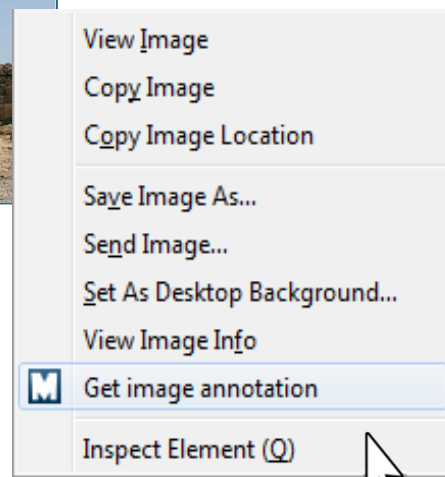 View Image
Copy Image
Copy Image Location
Save Image As...
Send Image...
Set As Desktop Background...
View Image Info
M Get image annotation
Inspect Element (Q)